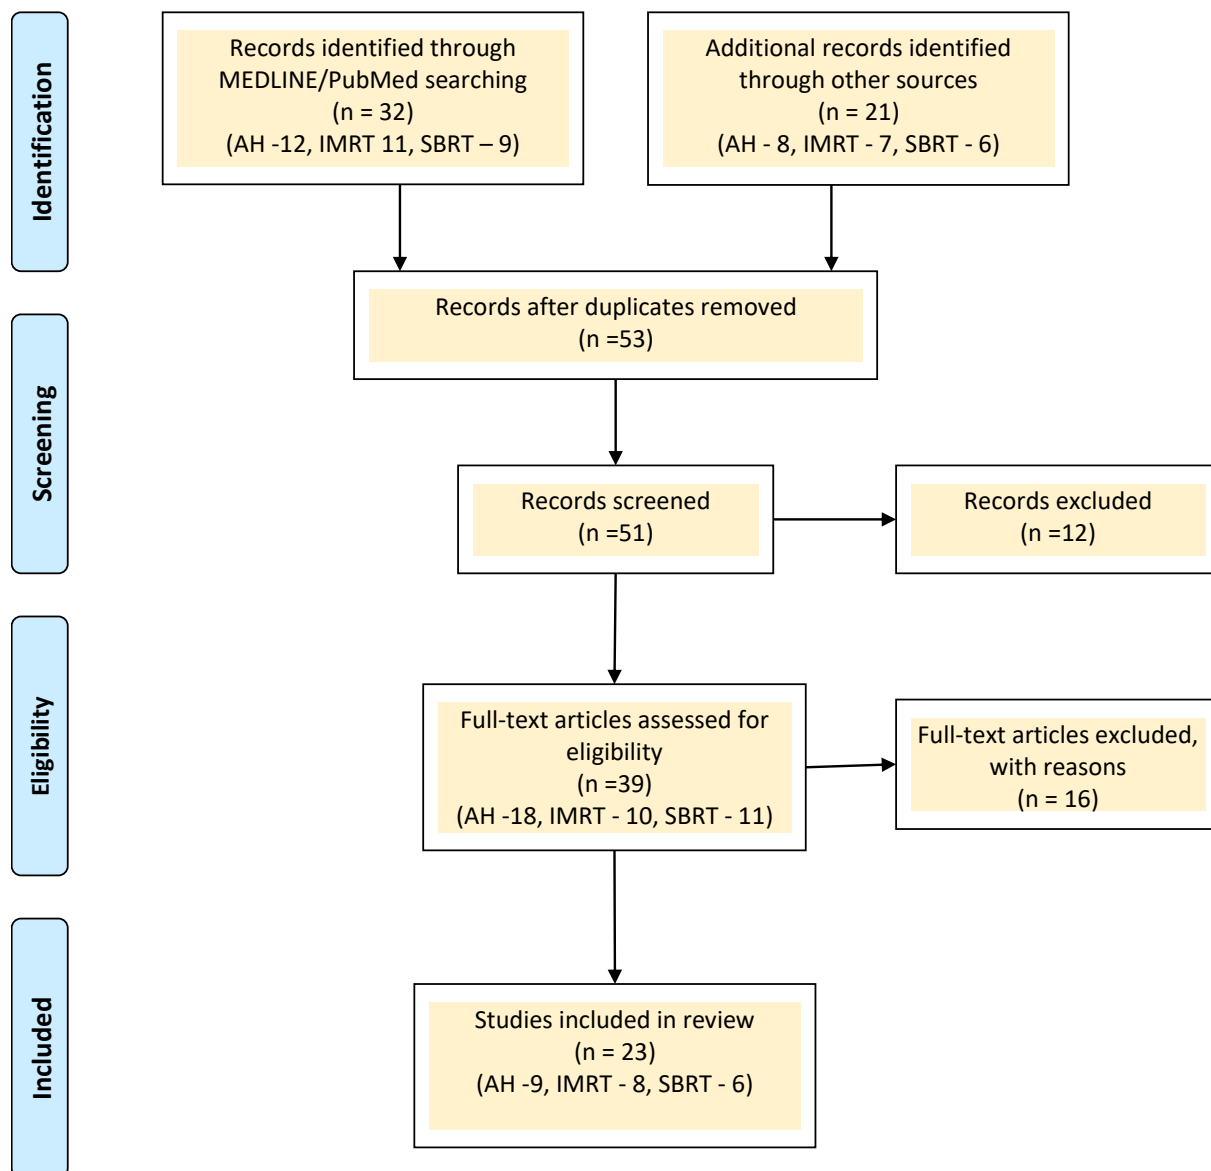 Identification
Records identified through
MEDLINE/PubMed searching
(n = 32)
(AH -12, IMRT 11, SBRT – 9)
Additional records identified
through other sources
(n = 21)
(AH - 8, IMRT - 7, SBRT - 6)
Records after duplicates removed
(n =53)
Screening
Records screened
(n =51)
Records excluded
(n =12)
Eligibility
Full-text articles assessed for
eligibility
(n =39)
(AH -18, IMRT - 10, SBRT - 11)
Full-text articles excluded,
with reasons
(n = 16)
Included
Studies included in review
(n = 23)
(AH -9, IMRT - 8, SBRT - 6)